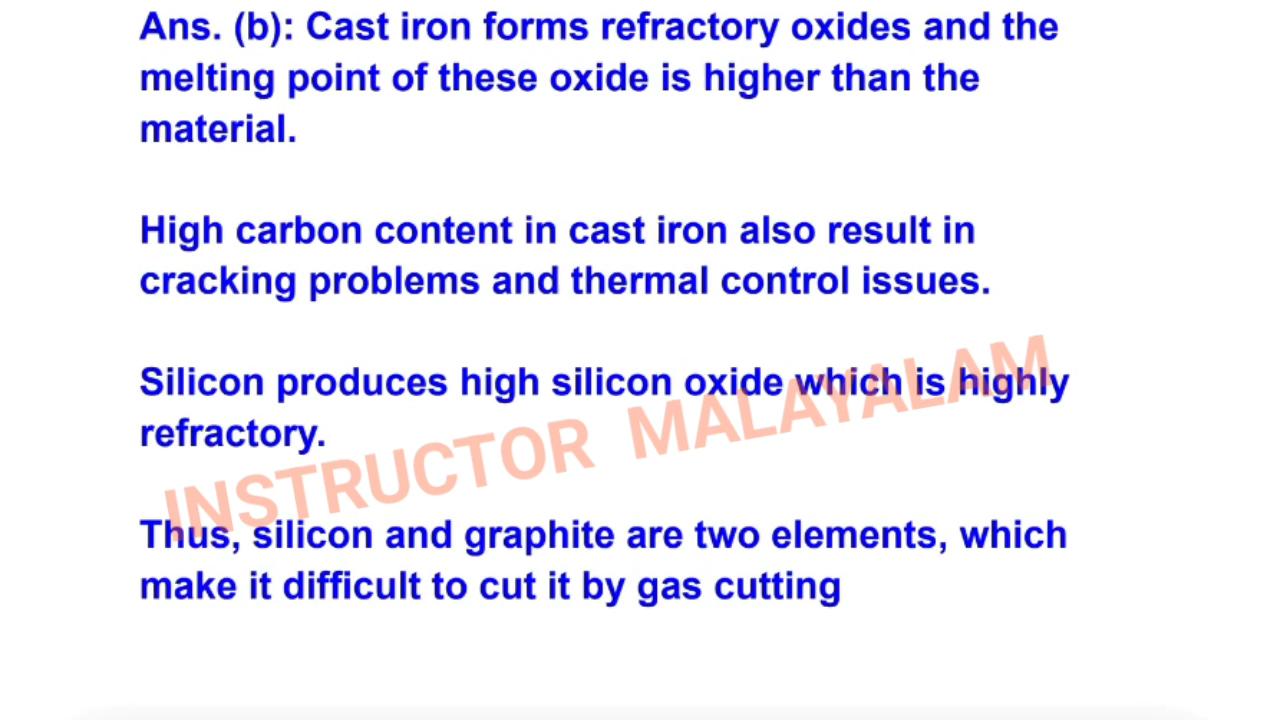 Ans. (b): Cast iron forms refractory oxides and the
melting point of these oxide is higher than the
material.
High carbon content in cast iron also result in
cracking problems and thermal control issues.
Silicon produces high silicon oxide which is highly
refractory.
INSTRUCTOR MALAYALAM
Thus, silicon and graphite are two elements, which
make it difficult to cut it by gas cutting